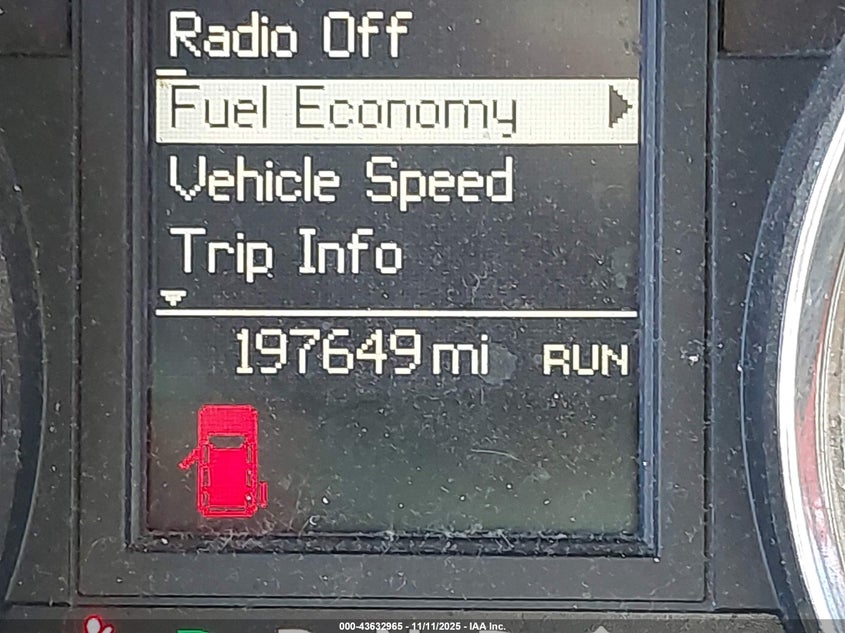 Radio Off
Fuel Economy
Vehicle Speed
Trip Info
197649 mi RUN
000-43632965 - 11/11/2025 - IAA Inc.